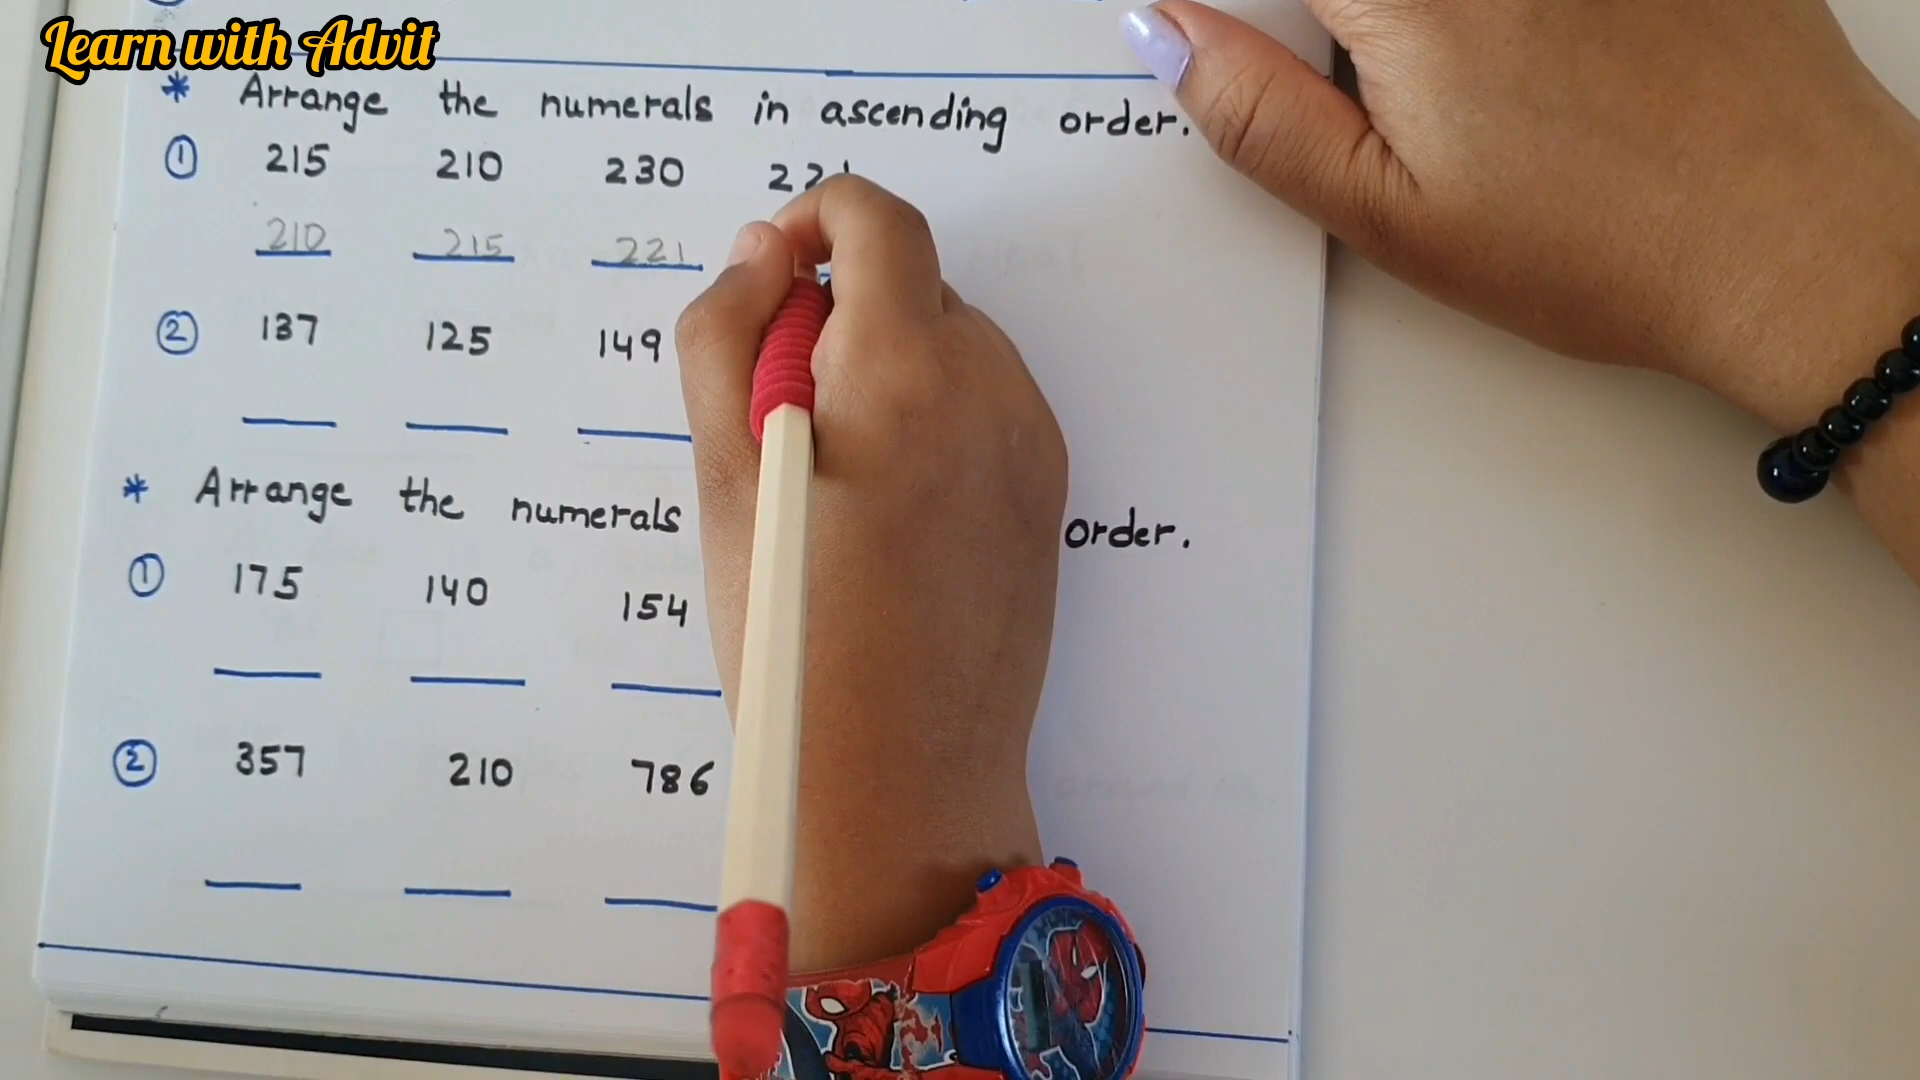 Learn with Advit
* Arrange the numerals in ascending order.
① 215 210 230 221
210 215 221
② 137 125 149
* Arrange the numerals order.
① 175 140 154
② 357 210 786